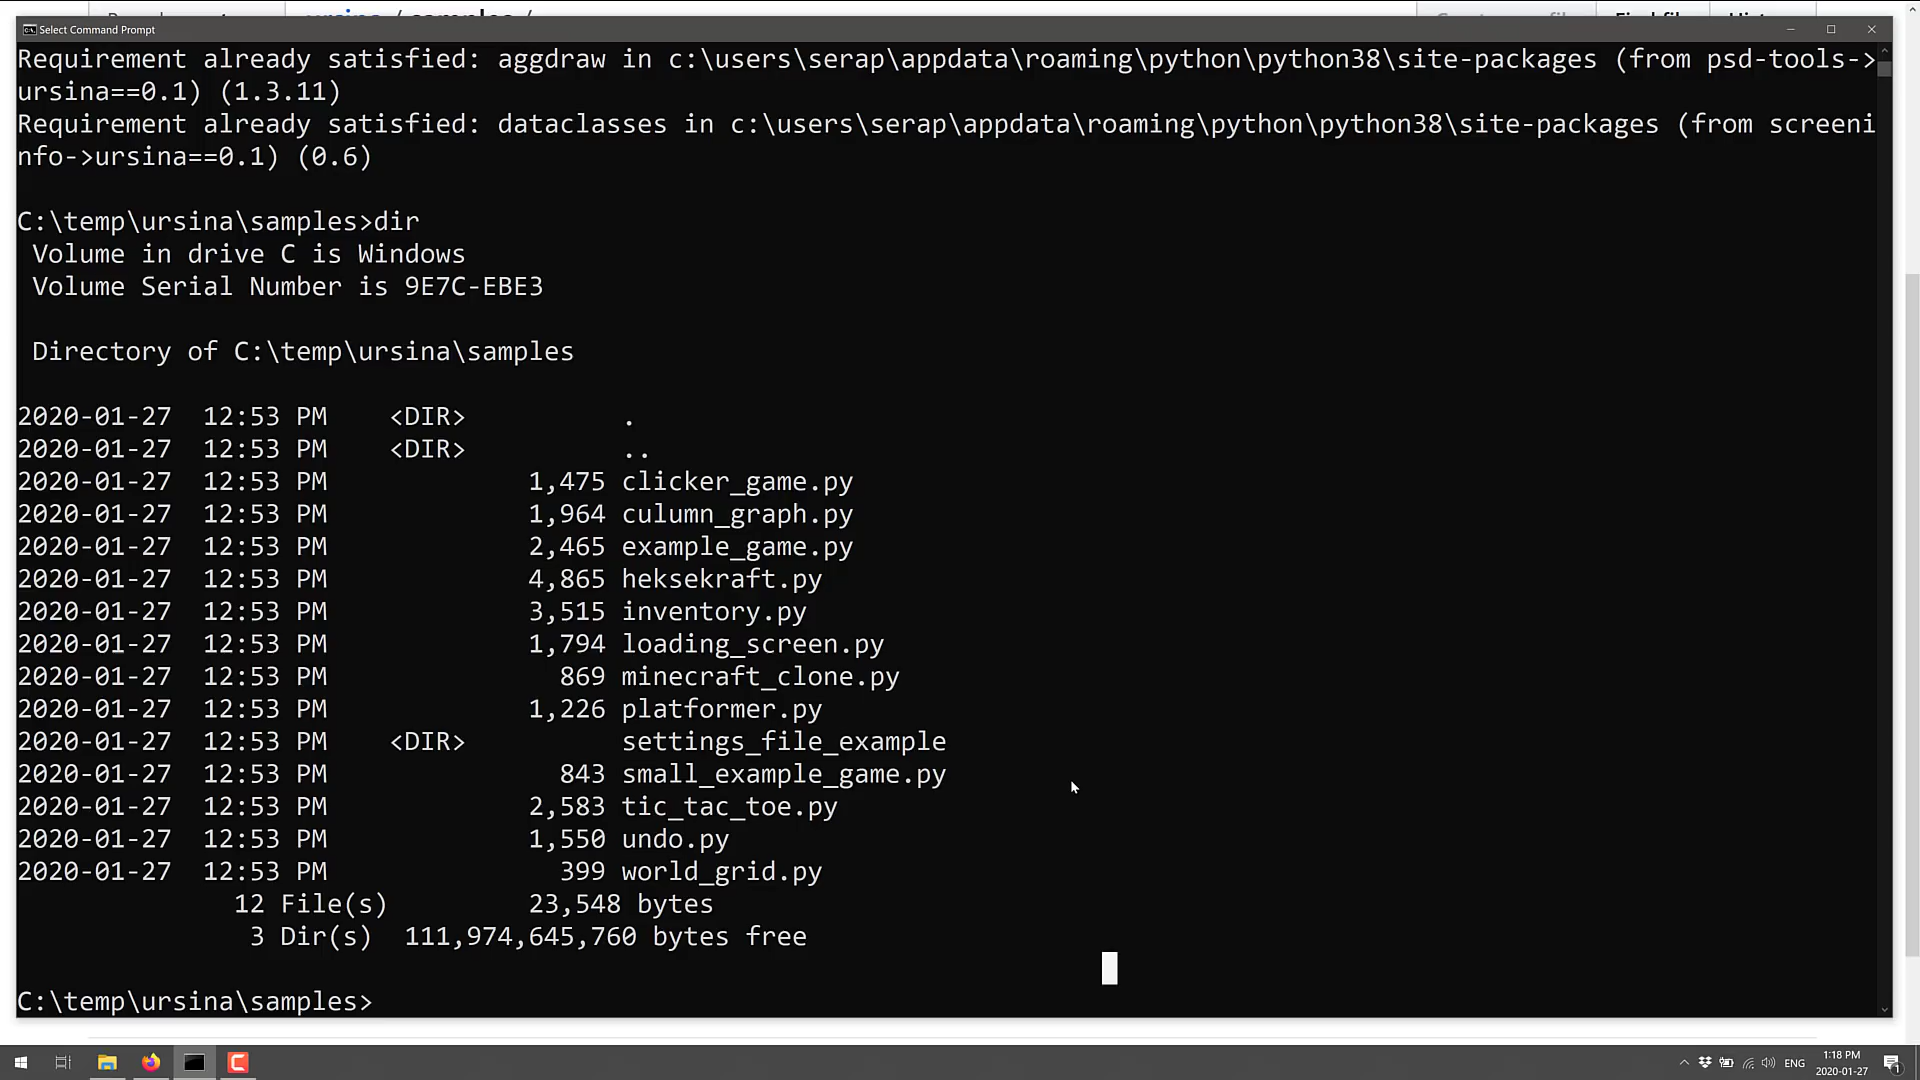 ursina / samples /
Select Command Prompt
Requirement already satisfied: aggdraw in c:\users\serap\appdata\roaming\python\python38\site-packages (from psd-tools->
ursina==0.1) (1.3.11)
Requirement already satisfied: dataclasses in c:\users\serap\appdata\roaming\python\python38\site-packages (from screeni
nfo->ursina==0.1) (0.6)
C:\temp\ursina\samples>dir
Volume in drive C is Windows
Volume Serial Number is 9E7C-EBE3
Directory of C:\temp\ursina\samples
2020-01-27  12:53 PM    <DIR>          .
2020-01-27  12:53 PM    <DIR>          ..
2020-01-27  12:53 PM             1,475 clicker_game.py
2020-01-27  12:53 PM             1,964 culumn_graph.py
2020-01-27  12:53 PM             2,465 example_game.py
2020-01-27  12:53 PM             4,865 heksekraft.py
2020-01-27  12:53 PM             3,515 inventory.py
2020-01-27  12:53 PM             1,794 loading_screen.py
2020-01-27  12:53 PM               869 minecraft_clone.py
2020-01-27  12:53 PM             1,226 platformer.py
2020-01-27  12:53 PM    <DIR>          settings_file_example
2020-01-27  12:53 PM               843 small_example_game.py
2020-01-27  12:53 PM             2,583 tic_tac_toe.py
2020-01-27  12:53 PM             1,550 undo.py
2020-01-27  12:53 PM               399 world_grid.py
12 File(s)         23,548 bytes
3 Dir(s)  111,974,645,760 bytes free
C:\temp\ursina\samples>
ENG
1:18 PM
2020-01-27
1